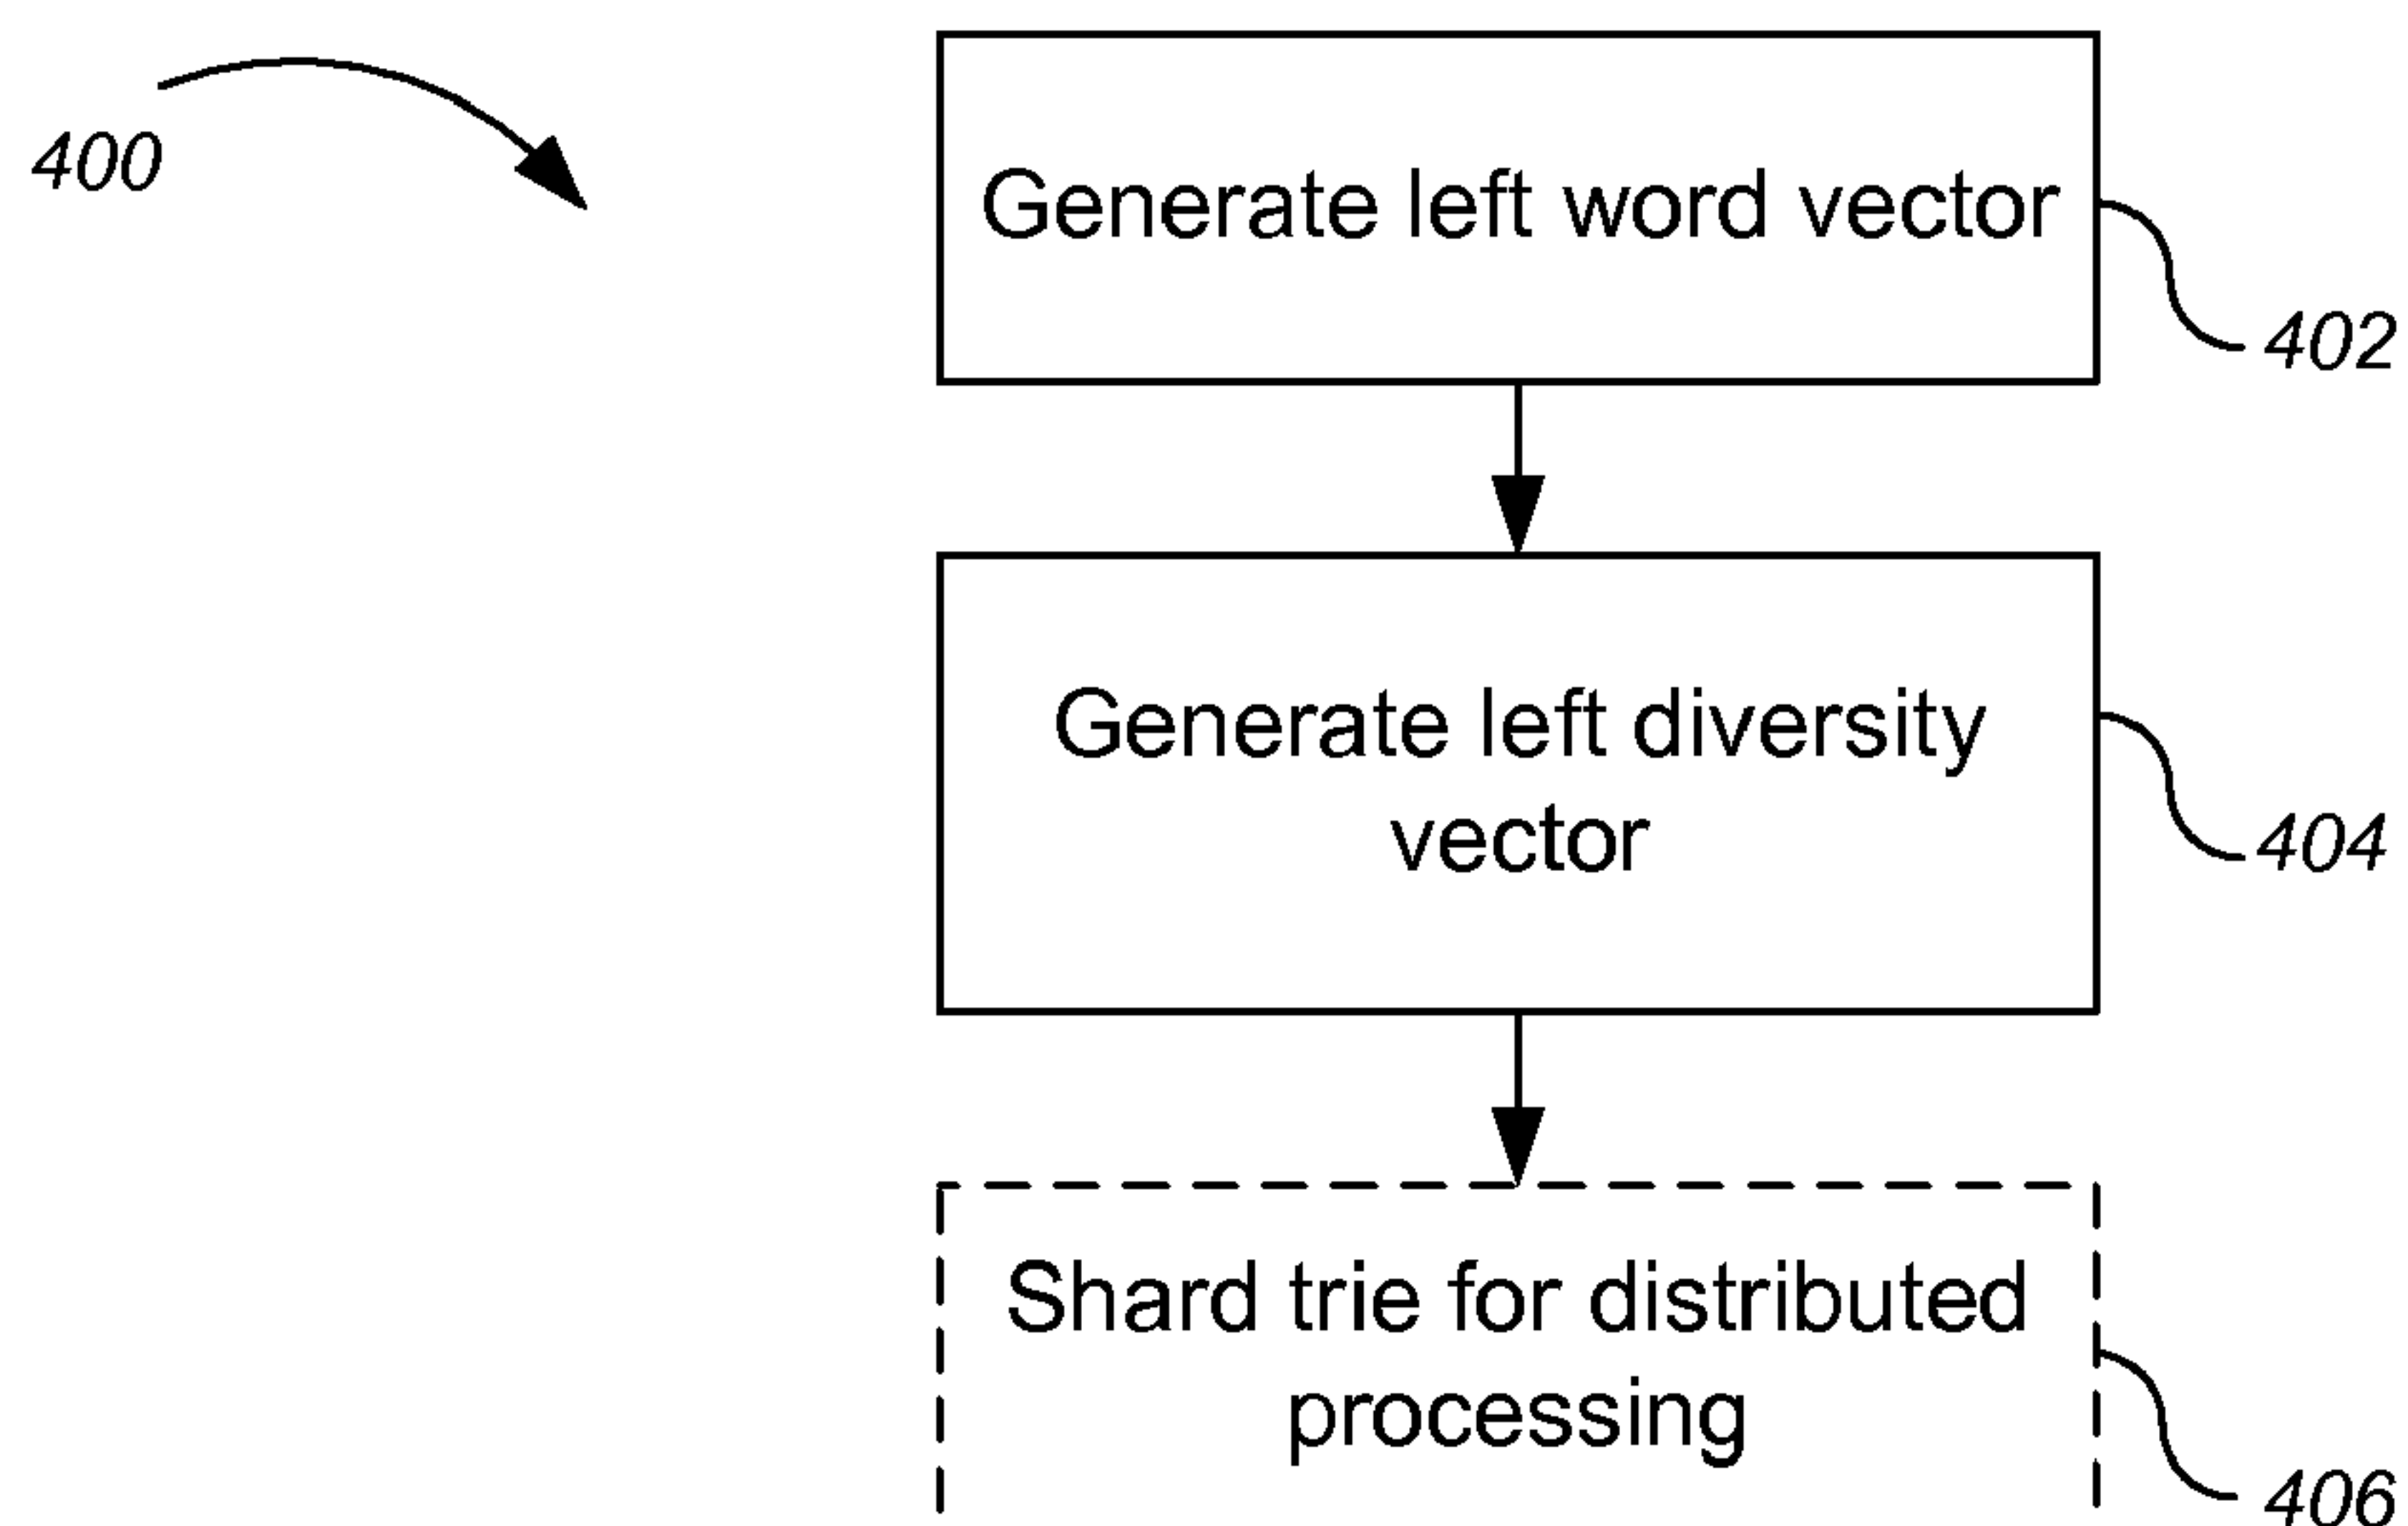 400
Generate left word vector
402
Generate left diversity
vector
404
Shard trie for distributed
processing
406